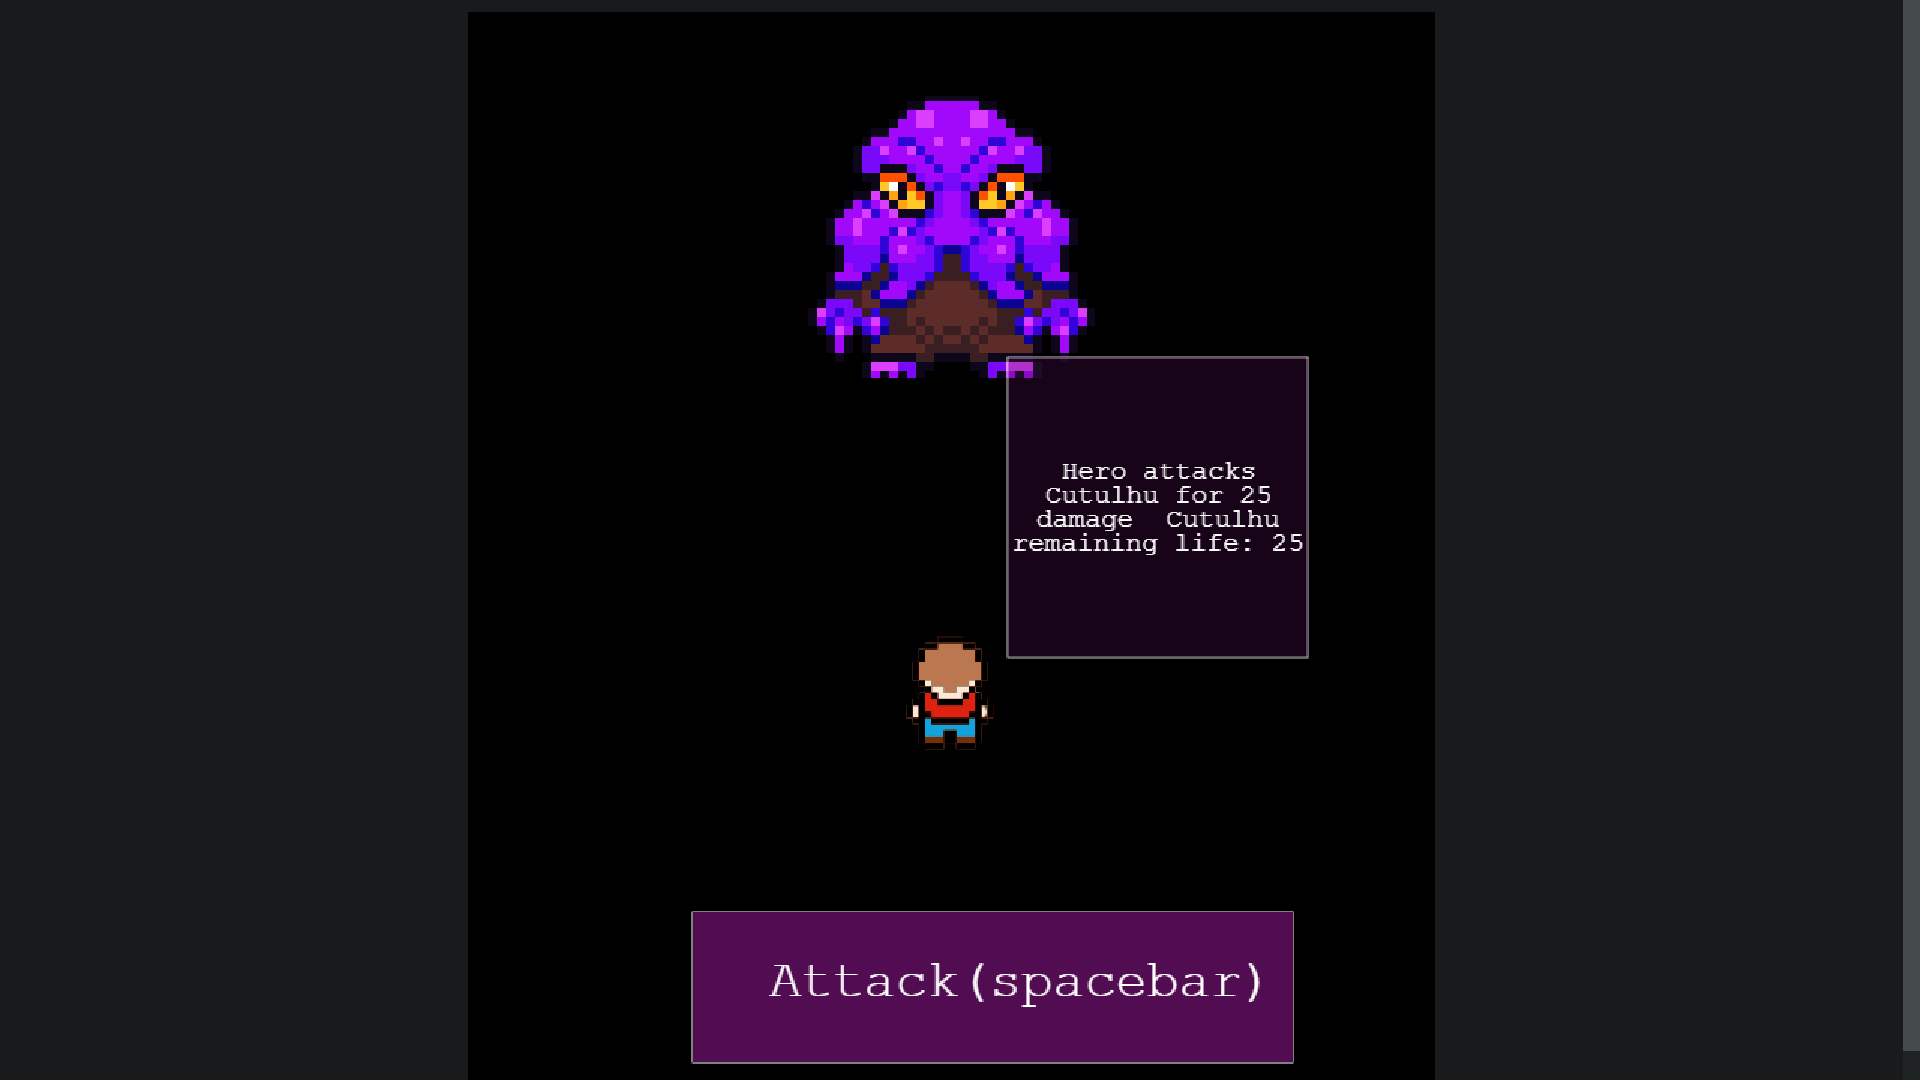 Hero attacks
Cutulhu for 25
damage  Cutulhu
remaining life: 25
Attack(spacebar)